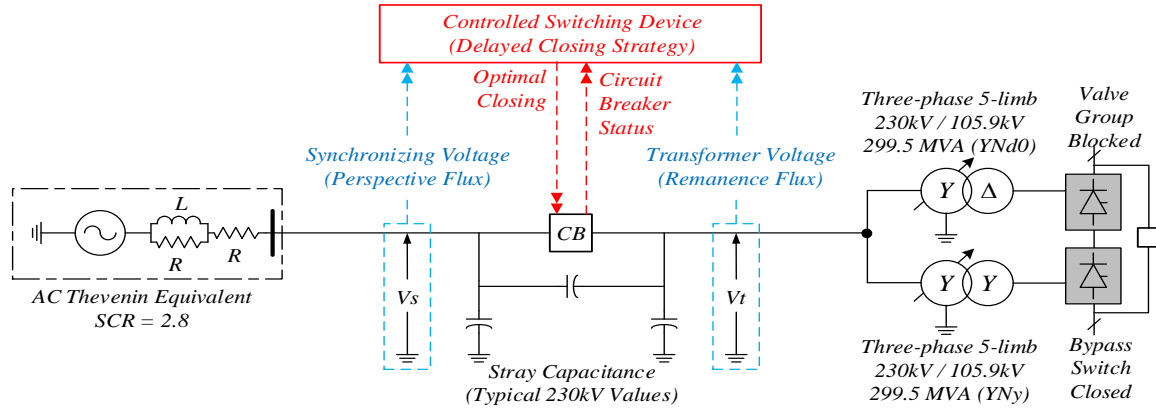 Controlled Switching Device
(Delayed Closing Strategy)
Optimal
Closing
Circuit
Breaker
Status
Synchronizing Voltage
(Perspective Flux)
Transformer Voltage
(Remanence Flux)
Three-phase 5-limb
230kV / 105.9kV
299.5 MVA (YNd0)
Valve
Group
Blocked
L
R
R
CB
Y
Δ
Vs
Vt
Y
Y
AC Thevenin Equivalent
SCR = 2.8
Stray Capacitance
(Typical 230kV Values)
Three-phase 5-limb
230kV / 105.9kV
299.5 MVA (YNy)
Bypass
Switch
Closed